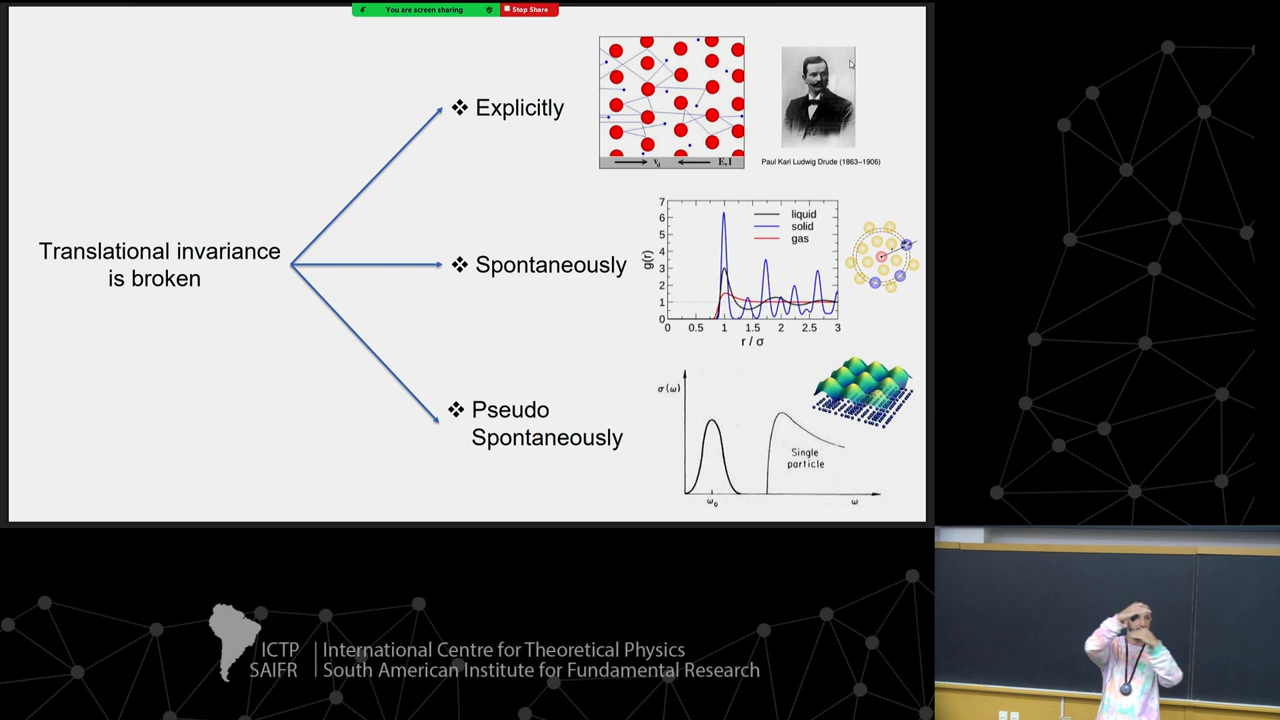 You are screen sharing
Stop Share
Translational invariance
is broken
❖ Explicitly
v_d
E, I
Paul Karl Ludwig Drude (1863–1906)
❖ Spontaneously
g(r)
7
6
5
4
3
2
1
0
liquid
solid
gas
0 0.5 1 1.5 2 2.5 3
r / σ
❖ Pseudo
Spontaneously
σ(ω)
Single
particle
ω₀
ω
ICTP
SAIFR
International Centre for Theoretical Physics
South American Institute for Fundamental Research